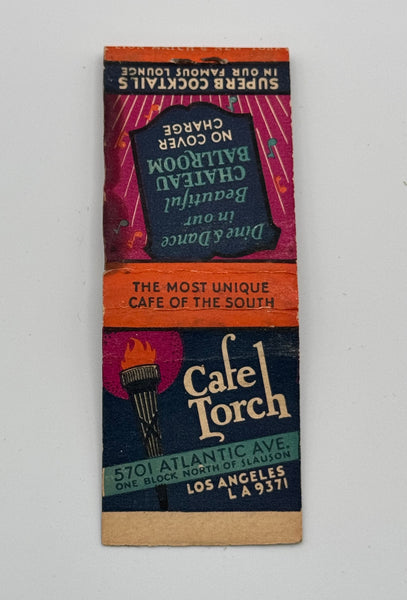 SUPERB COCKTAILS
IN OUR FAMOUS LOUNGE
Dine & Dance
in our
Beautiful
CHATEAU
BALLROOM
NO COVER
CHARGE
THE MOST UNIQUE
CAFE OF THE SOUTH
Cafe
Torch
5701 ATLANTIC AVE.
ONE BLOCK NORTH OF SLAUSON
LOS ANGELES
LA 9371